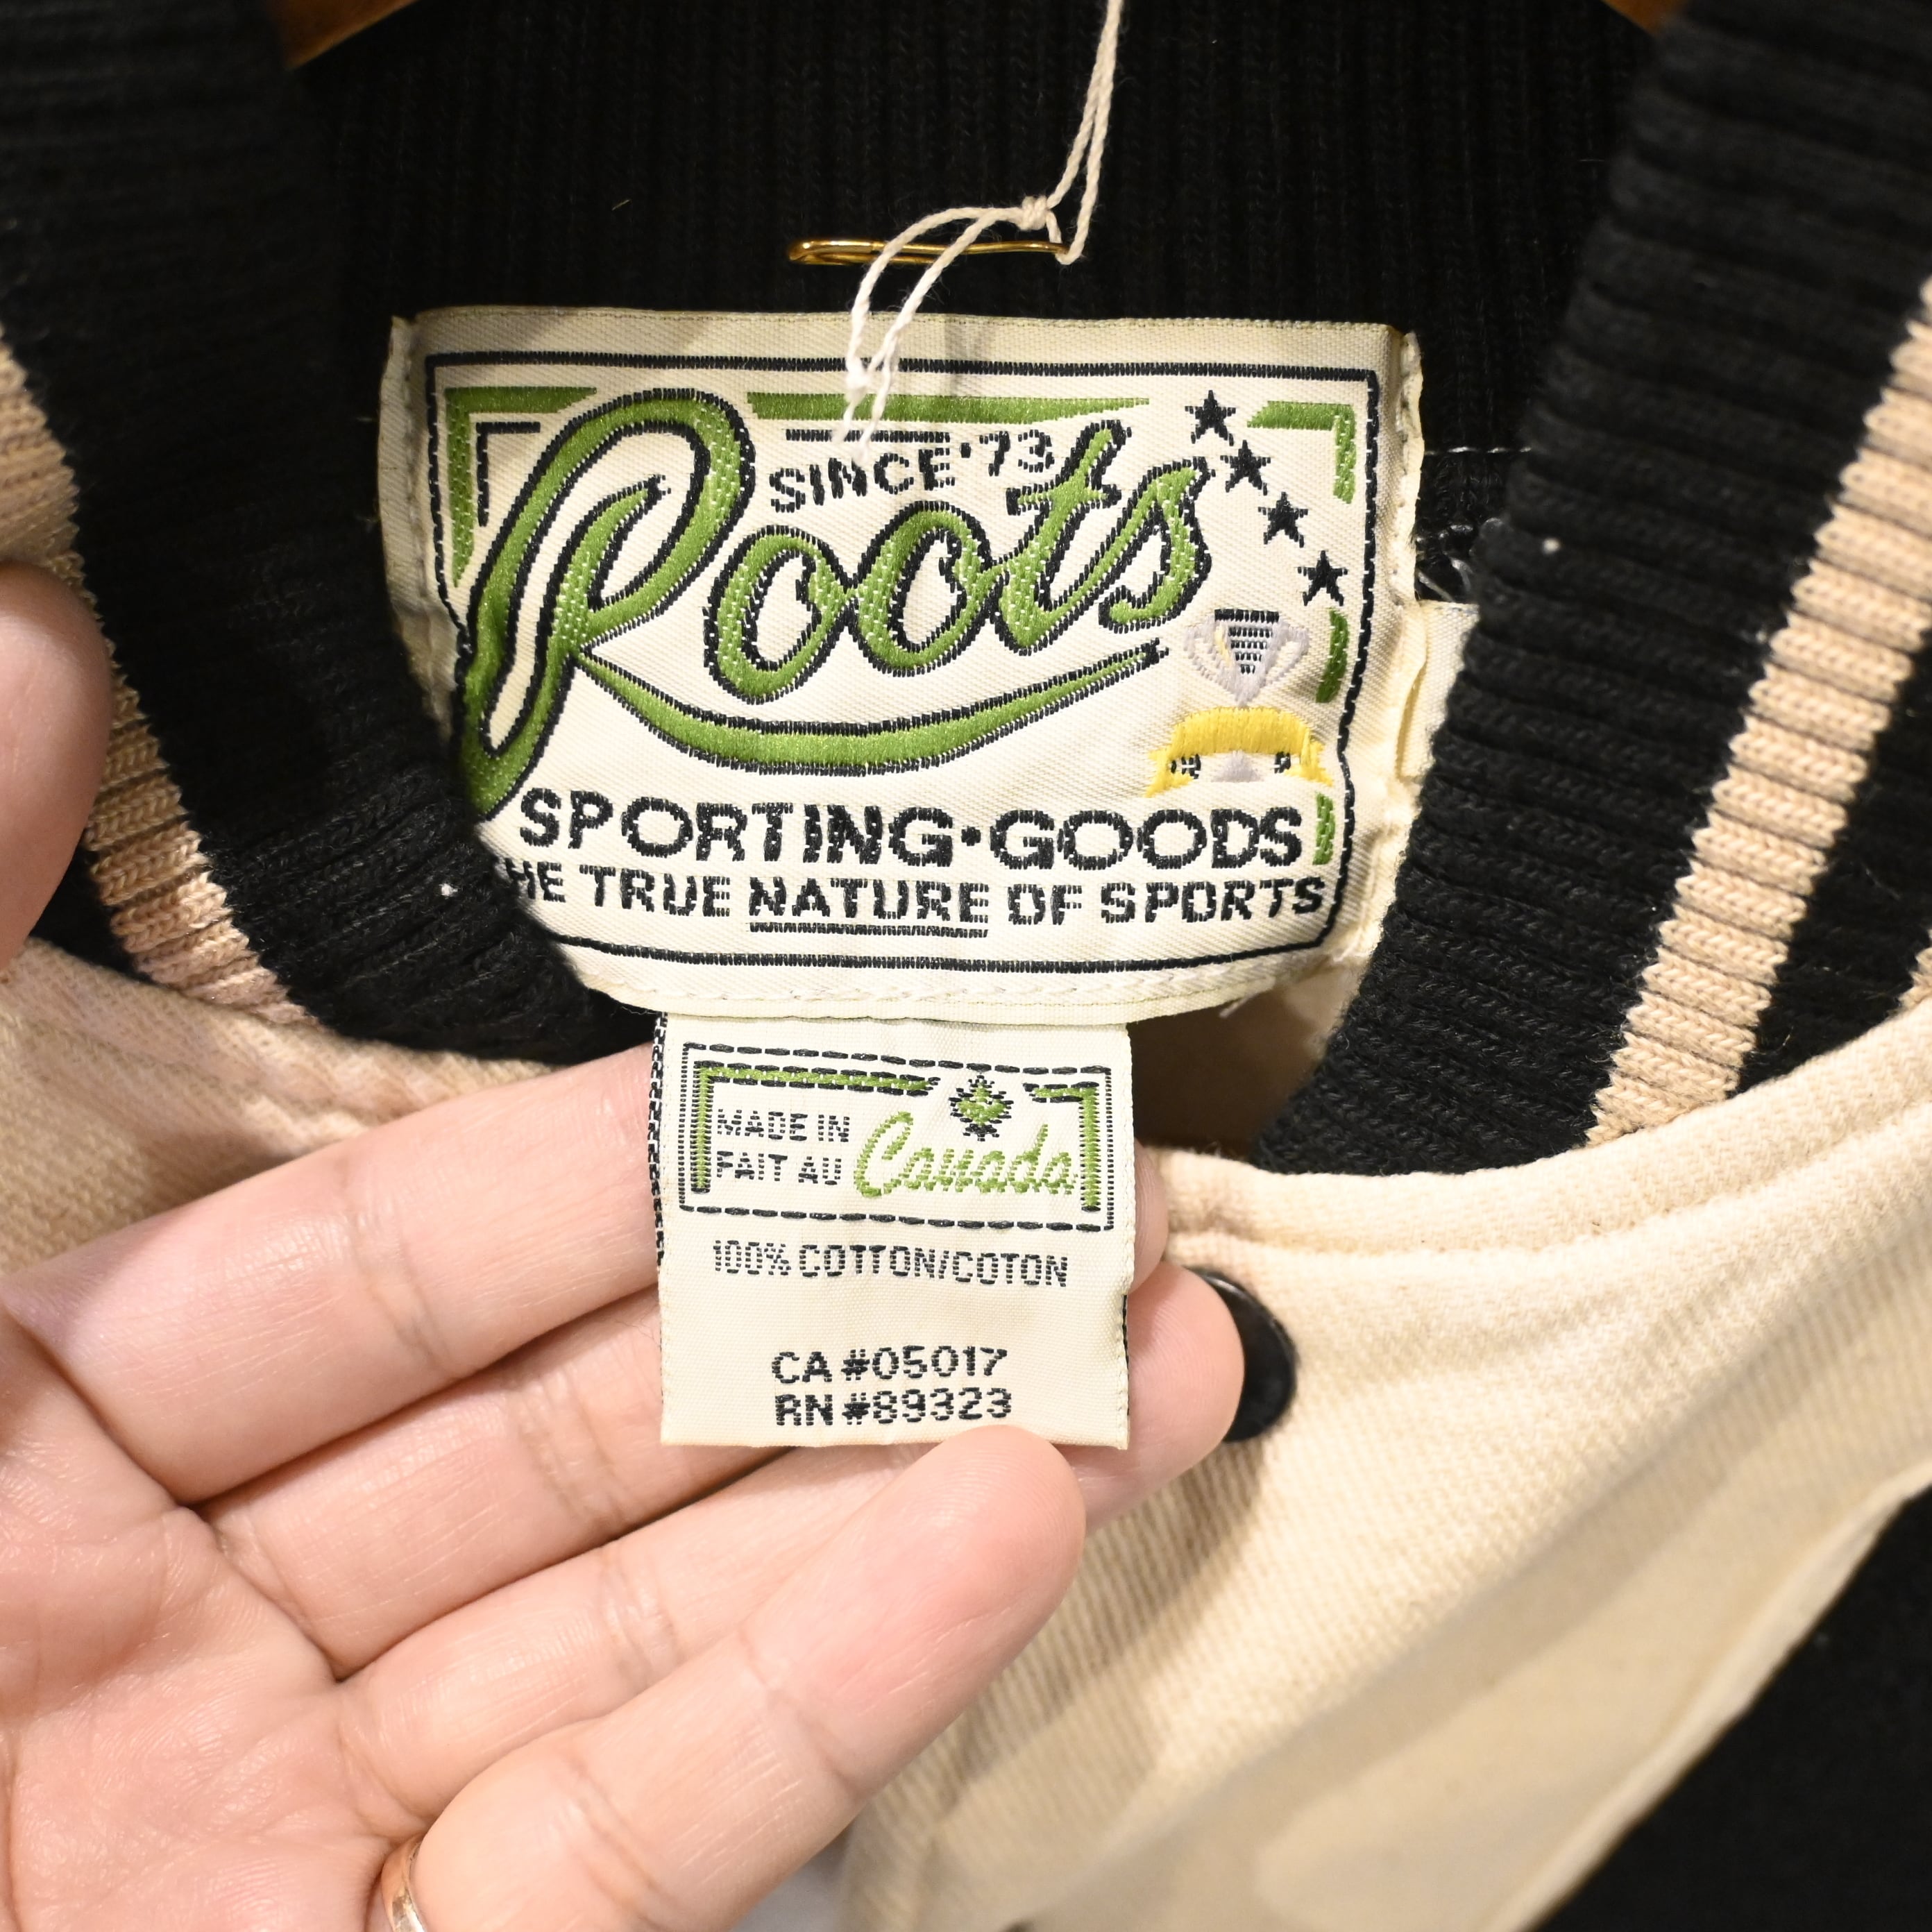 SINCE '73
Roots
SPORTING•GOODS
HE TRUE NATURE OF SPORTS
MADE IN
FAIT AU
Canada
100% COTTON/COTON
CA #05017
RN #89323